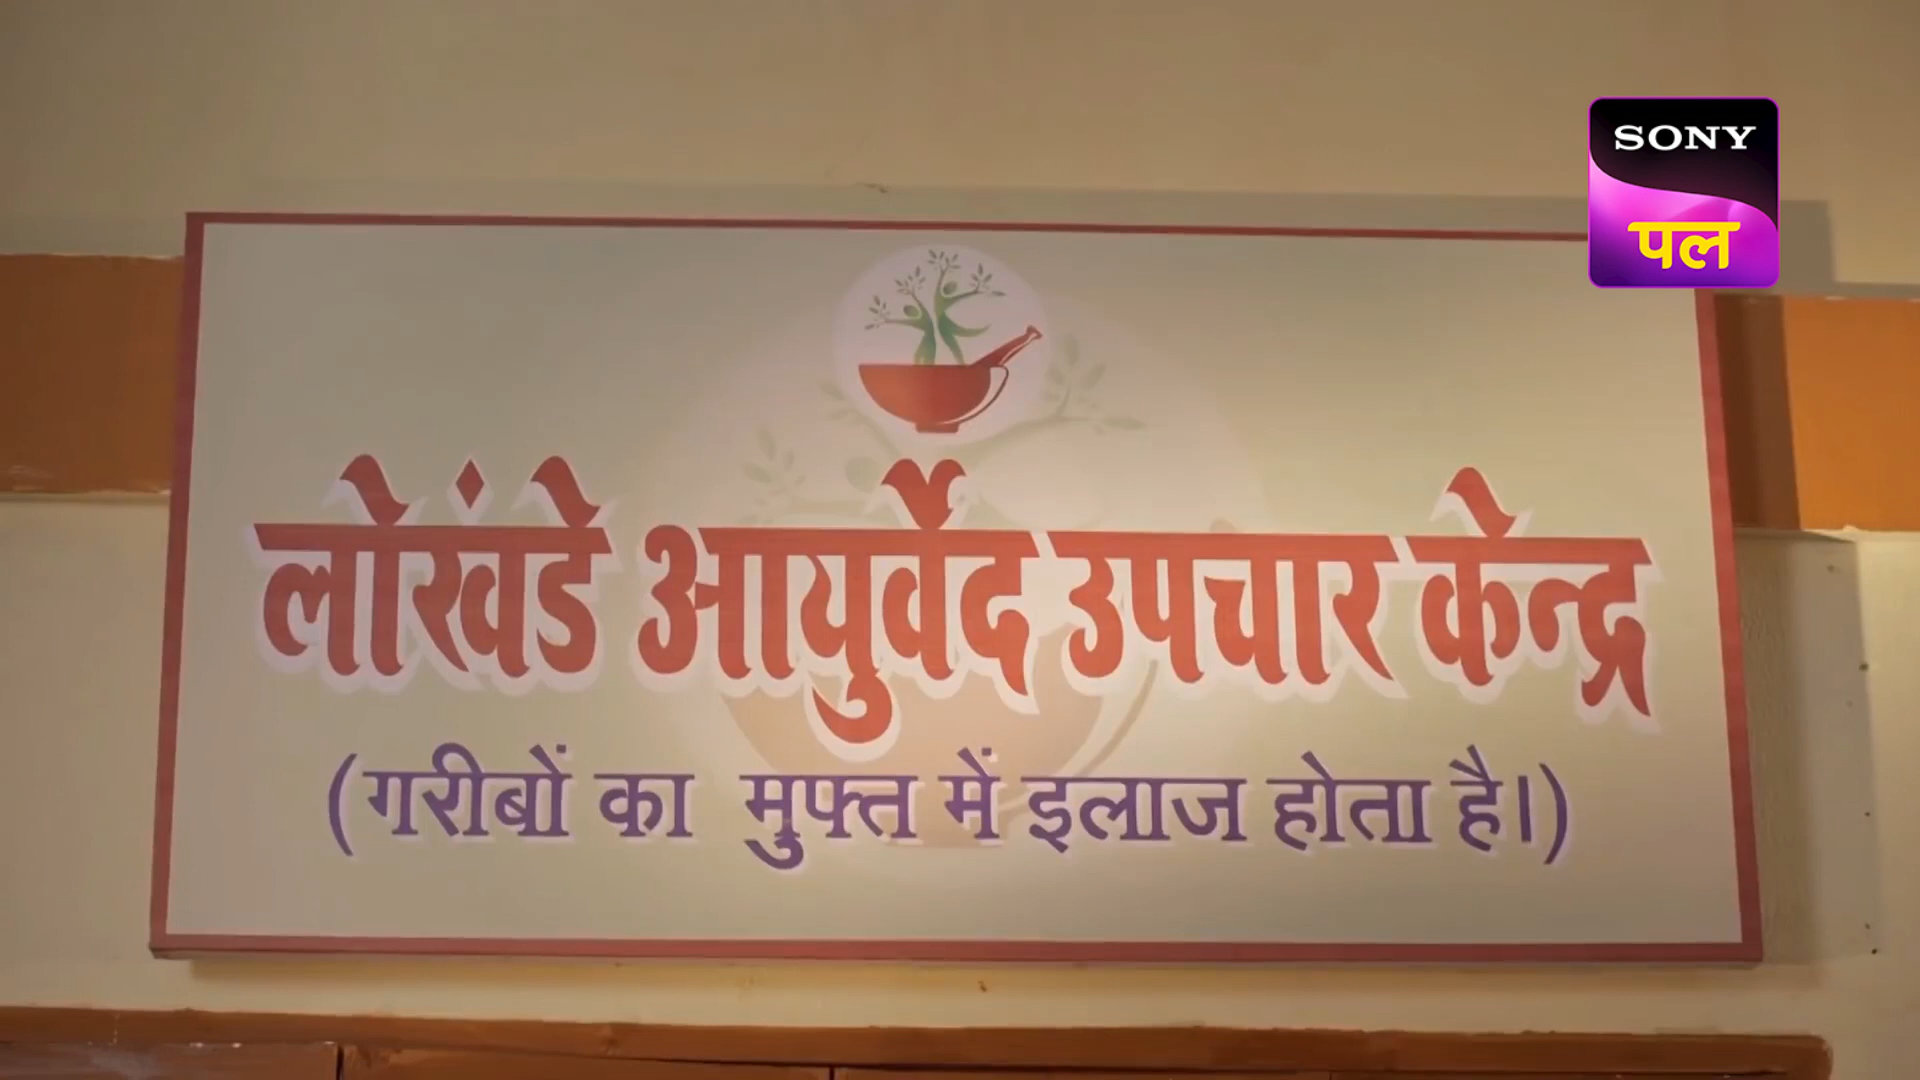 SONY
पल
लोखंडे आयुर्वेद उपचार केन्द्र
(गरीबों का मुफ्त में इलाज होता है।)